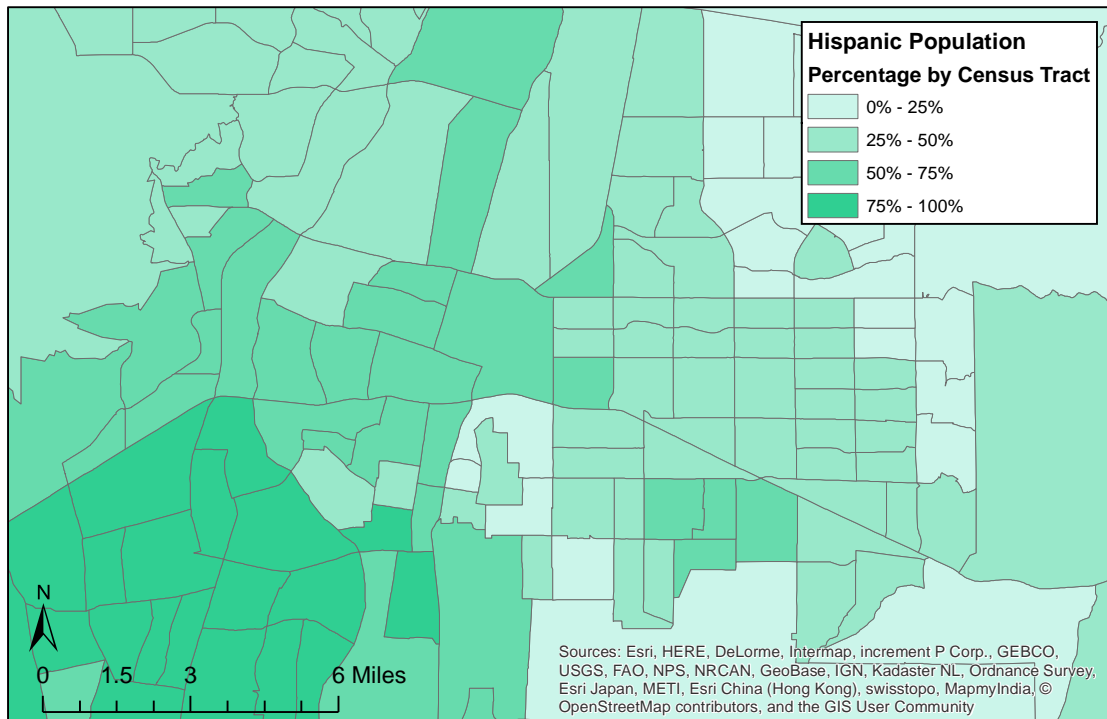 Hispanic Population
Percentage by Census Tract
0% - 25%
25% - 50%
50% - 75%
75% - 100%
N
0 1.5 3 6 Miles
Sources: Esri, HERE, DeLorme, Intermap, increment P Corp., GEBCO,
USGS, FAO, NPS, NRCAN, GeoBase, IGN, Kadaster NL, Ordnance Survey,
Esri Japan, METI, Esri China (Hong Kong), swisstopo, MapmyIndia, ©
OpenStreetMap contributors, and the GIS User Community